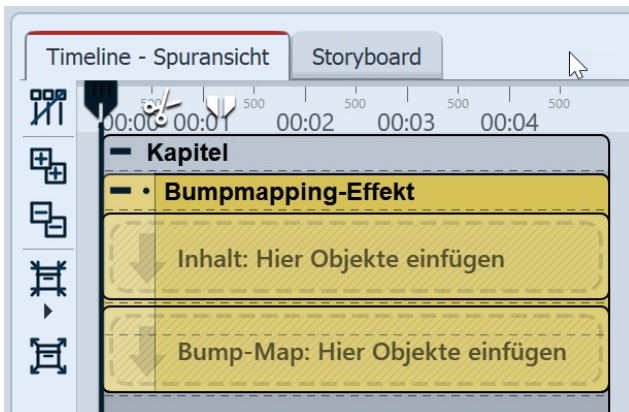 Timeline - Spuransicht
Storyboard
500 500 500 500 500
00:00 00:01 00:02 00:03 00:04
Kapitel
Bumpmapping-Effekt
Inhalt: Hier Objekte einfügen
Bump-Map: Hier Objekte einfügen